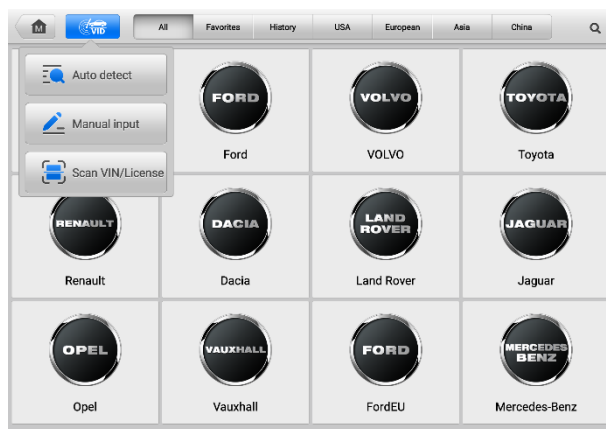 M
VID
All
Favorites
History
USA
European
Asia
China
Auto detect
Manual input
Scan VIN/License
FORD
VOLVO
TOYOTA
Ford
VOLVO
Toyota
RENAULT
DACIA
LAND
ROVER
JAGUAR
Renault
Dacia
Land Rover
Jaguar
OPEL
VAUXHALL
FORD
MERCEDES
BENZ
Opel
Vauxhall
FordEU
Mercedes-Benz